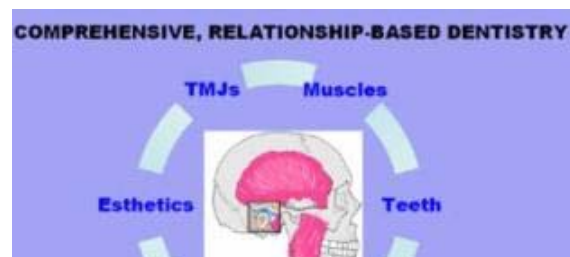 COMPREHENSIVE, RELATIONSHIP-BASED DENTISTRY
TMJs Muscles
Esthetics Teeth